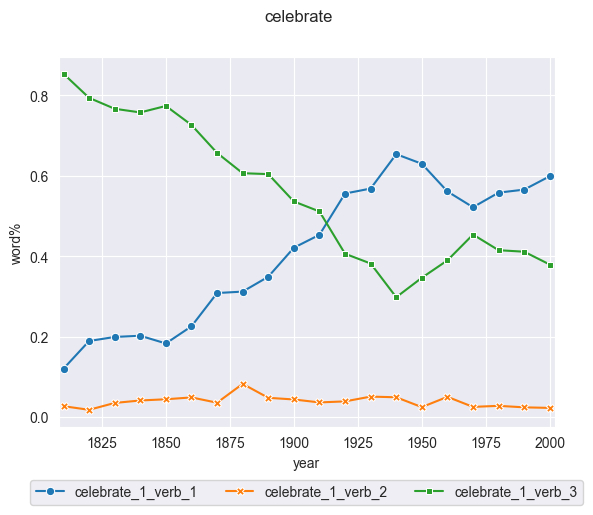 celebrate
word%
0.8
0.6
0.4
0.2
0.0
1825 1850 1875 1900 1925 1950 1975 2000
year
celebrate_1_verb_1 celebrate_1_verb_2 celebrate_1_verb_3